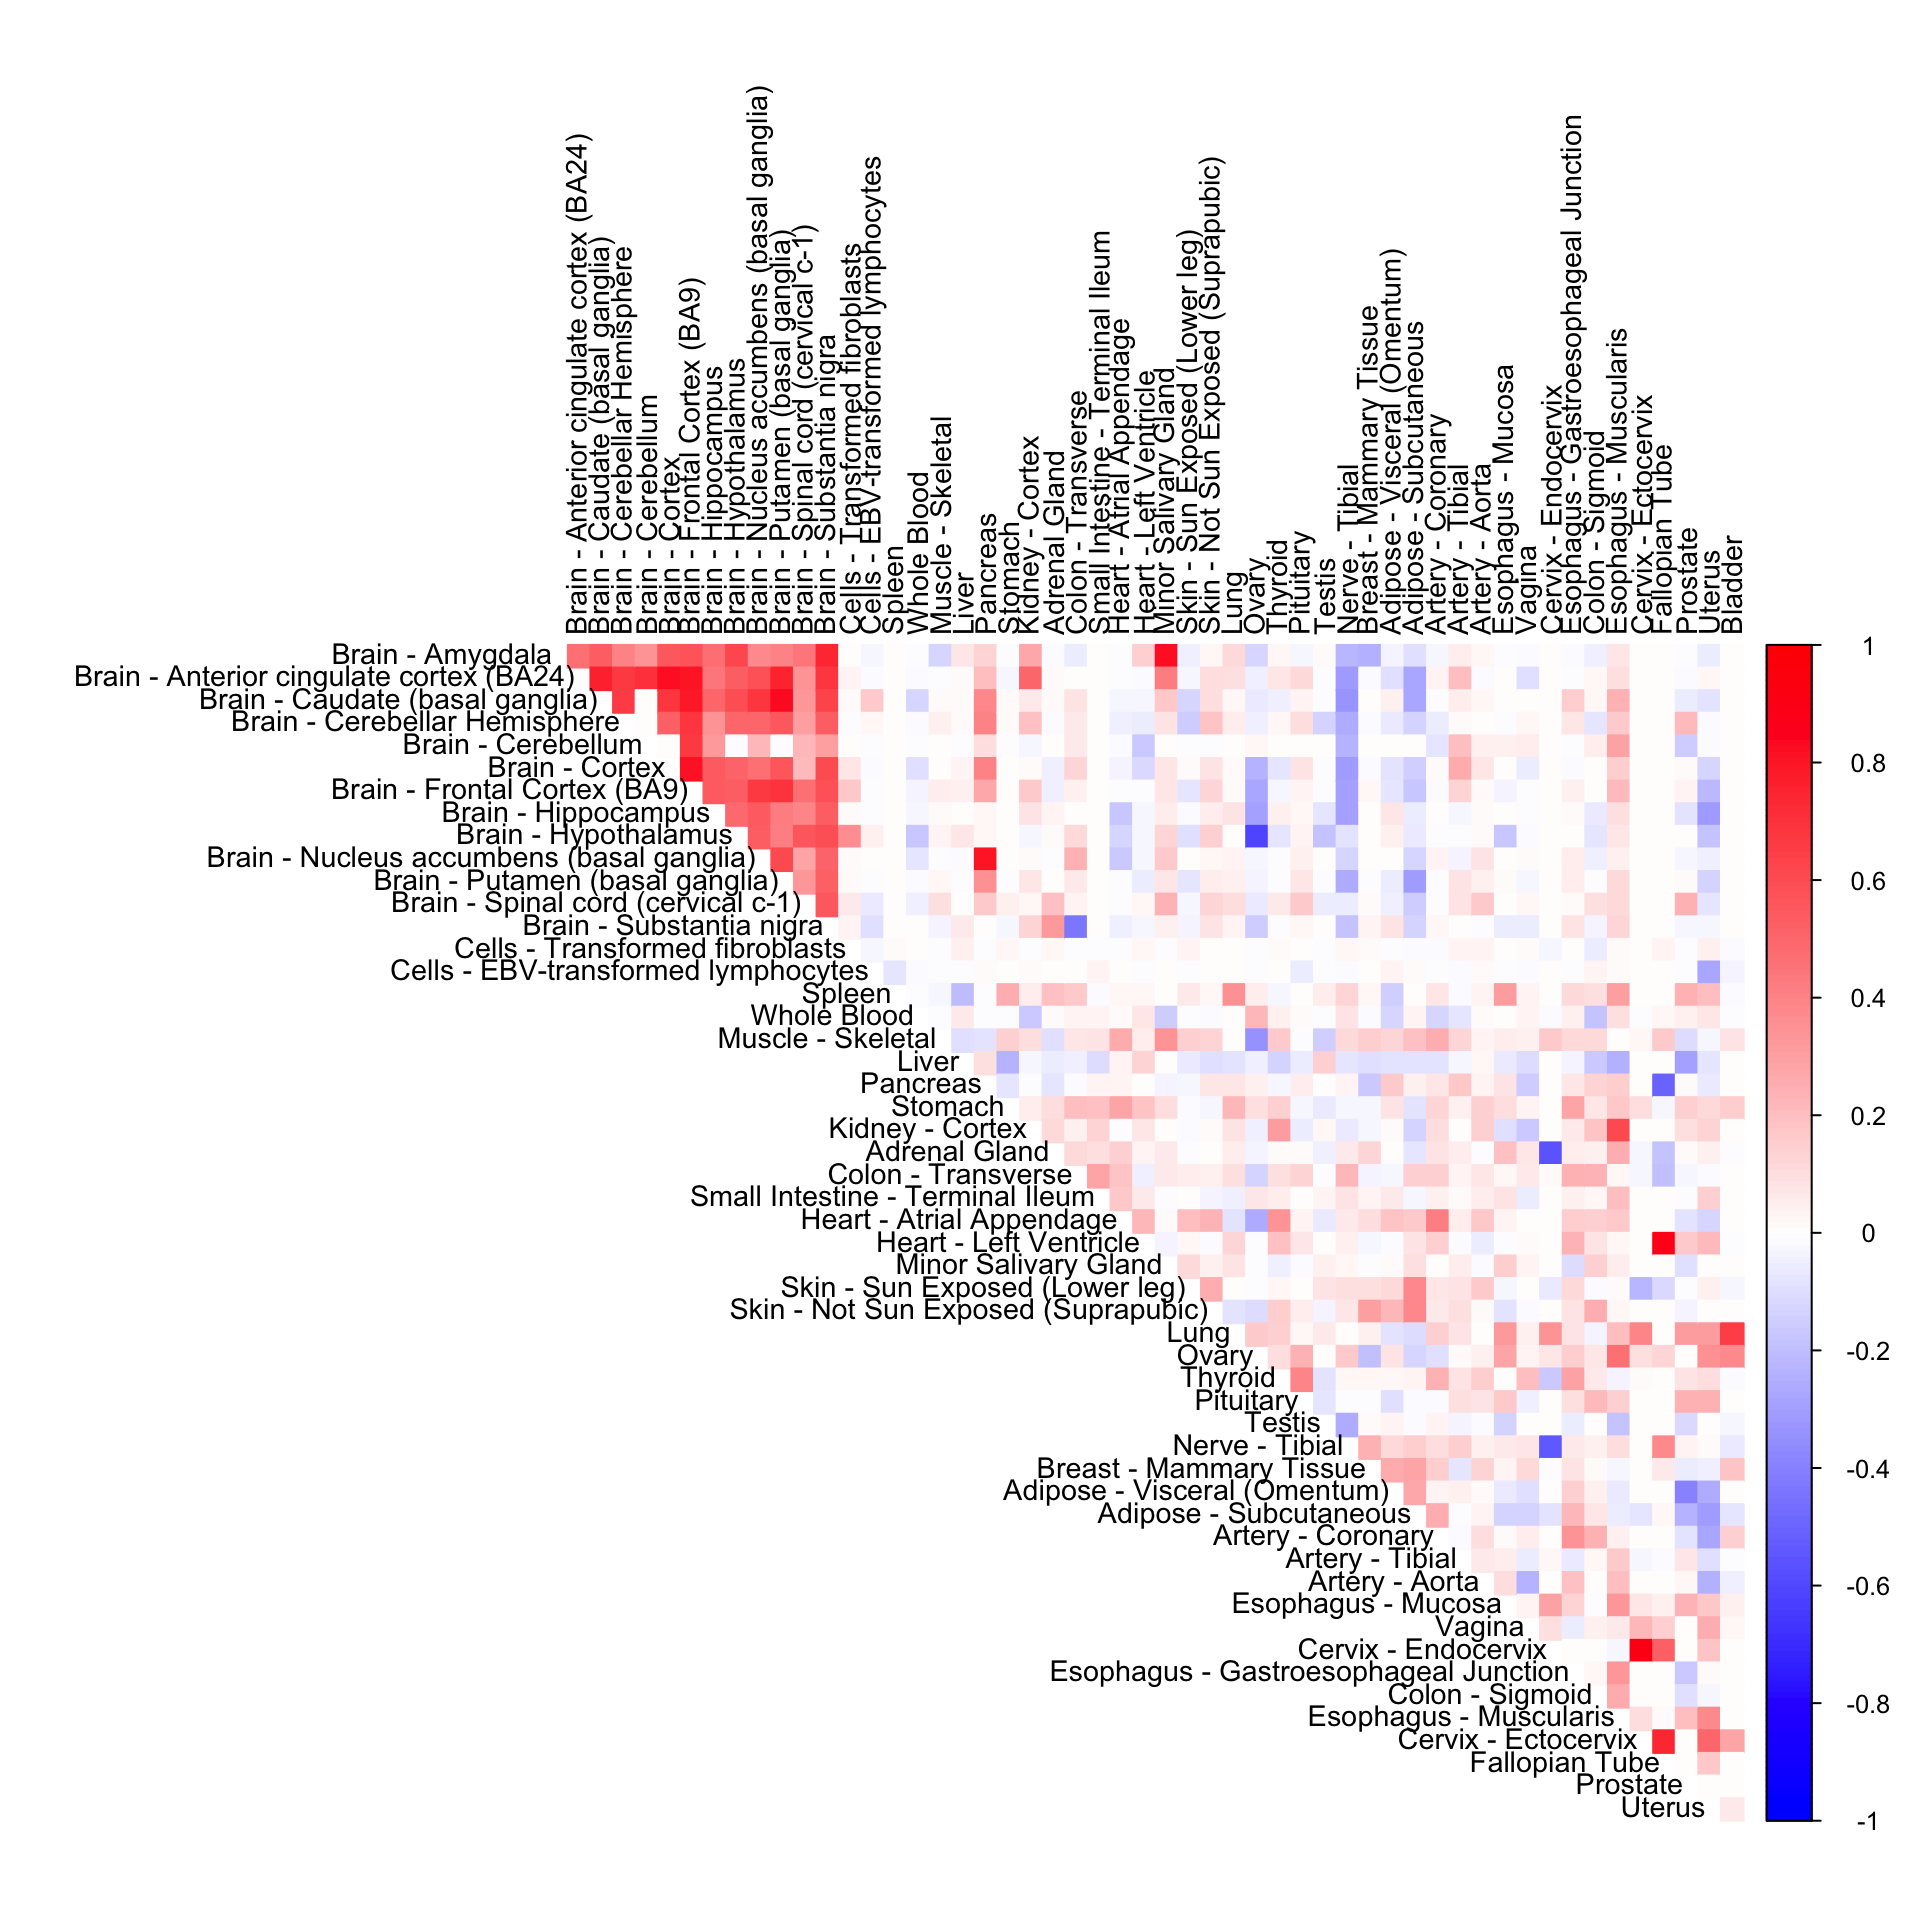 Brain - Anterior cingulate cortex (BA24)
Brain - Caudate (basal ganglia)
Brain - Cerebellar Hemisphere
Brain - Cerebellum
Brain - Cortex
Brain - Frontal Cortex (BA9)
Brain - Hippocampus
Brain - Hypothalamus
Brain - Nucleus accumbens (basal ganglia)
Brain - Putamen (basal ganglia)
Brain - Spinal cord (cervical c-1)
Brain - Substantia nigra
Cells - Transformed fibroblasts
Cells - EBV-transformed lymphocytes
Spleen
Whole Blood
Muscle - Skeletal
Liver
Pancreas
Stomach
Kidney - Cortex
Adrenal Gland
Colon - Transverse
Small Intestine - Terminal Ileum
Heart - Atrial Appendage
Heart - Left Ventricle
Minor Salivary Gland
Skin - Sun Exposed (Lower leg)
Skin - Not Sun Exposed (Suprapubic)
Lung
Ovary
Thyroid
Pituitary
Testis
Nerve - Tibial
Breast - Mammary Tissue
Adipose - Visceral (Omentum)
Adipose - Subcutaneous
Artery - Coronary
Artery - Tibial
Artery - Aorta
Esophagus - Mucosa
Vagina
Cervix - Endocervix
Esophagus - Gastroesophageal Junction
Colon - Sigmoid
Esophagus - Muscularis
Cervix - Ectocervix
Fallopian Tube
Prostate
Uterus
Bladder
Brain - Amygdala
Brain - Anterior cingulate cortex (BA24)
Brain - Caudate (basal ganglia)
Brain - Cerebellar Hemisphere
Brain - Cerebellum
Brain - Cortex
Brain - Frontal Cortex (BA9)
Brain - Hippocampus
Brain - Hypothalamus
Brain - Nucleus accumbens (basal ganglia)
Brain - Putamen (basal ganglia)
Brain - Spinal cord (cervical c-1)
Brain - Substantia nigra
Cells - Transformed fibroblasts
Cells - EBV-transformed lymphocytes
Spleen
Whole Blood
Muscle - Skeletal
Liver
Pancreas
Stomach
Kidney - Cortex
Adrenal Gland
Colon - Transverse
Small Intestine - Terminal Ileum
Heart - Atrial Appendage
Heart - Left Ventricle
Minor Salivary Gland
Skin - Sun Exposed (Lower leg)
Skin - Not Sun Exposed (Suprapubic)
Lung
Ovary
Thyroid
Pituitary
Testis
Nerve - Tibial
Breast - Mammary Tissue
Adipose - Visceral (Omentum)
Adipose - Subcutaneous
Artery - Coronary
Artery - Tibial
Artery - Aorta
Esophagus - Mucosa
Vagina
Cervix - Endocervix
Esophagus - Gastroesophageal Junction
Colon - Sigmoid
Esophagus - Muscularis
Cervix - Ectocervix
Fallopian Tube
Prostate
Uterus
1
0.8
0.6
0.4
0.2
0
-0.2
-0.4
-0.6
-0.8
-1